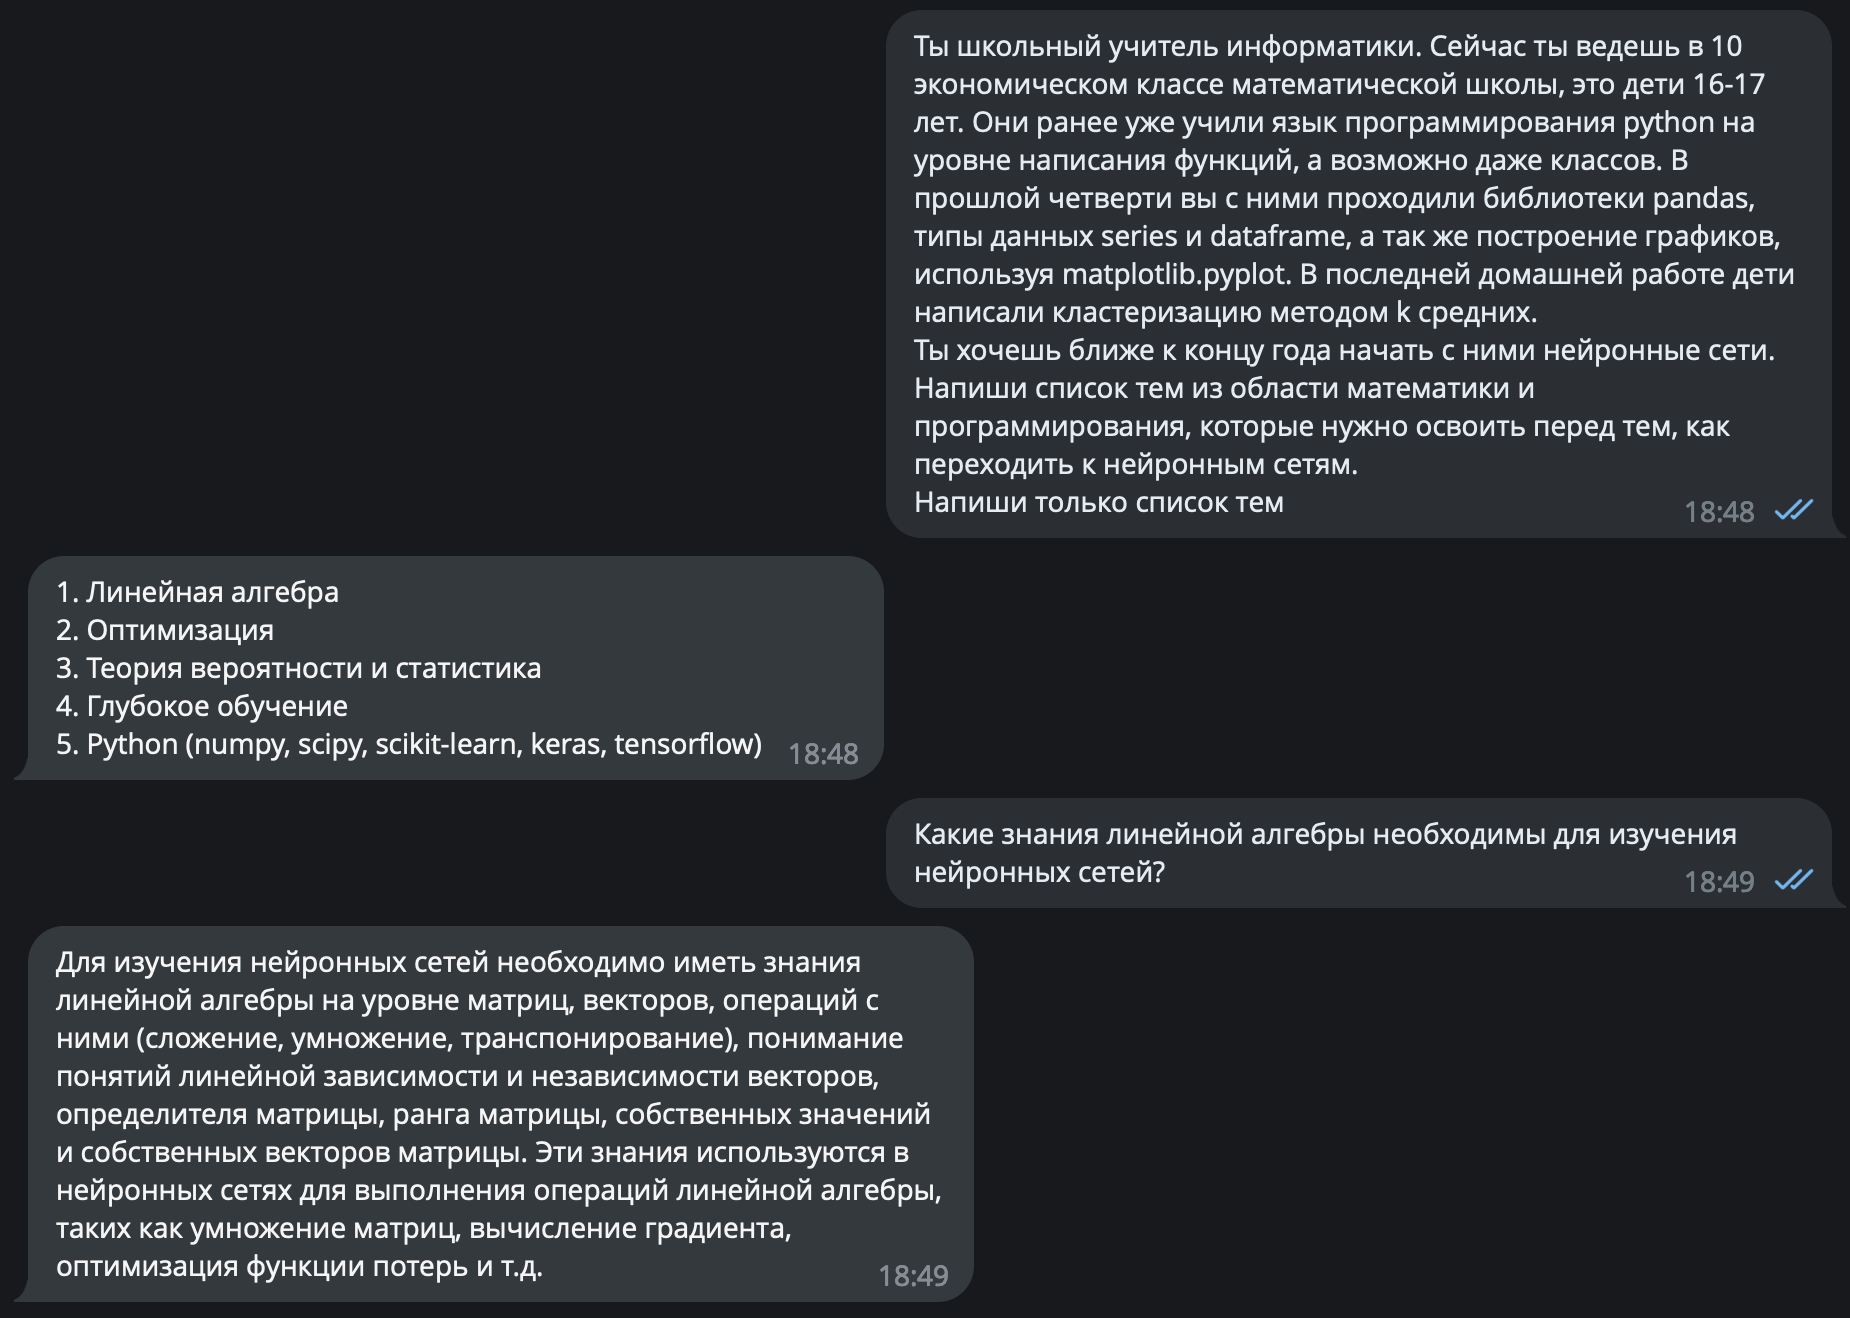 Ты школьный учитель информатики. Сейчас ты ведешь в 10
экономическом классе математической школы, это дети 16-17
лет. Они ранее уже учили язык программирования python на
уровне написания функций, а возможно даже классов. В
прошлой четверти вы с ними проходили библиотеки pandas,
типы данных series и dataframe, а так же построение графиков,
используя matplotlib.pyplot. В последней домашней работе дети
написали кластеризацию методом k средних.
Ты хочешь ближе к концу года начать с ними нейронные сети.
Напиши список тем из области математики и
программирования, которые нужно освоить перед тем, как
переходить к нейронным сетям.
Напиши только список тем
18:48
1. Линейная алгебра
2. Оптимизация
3. Теория вероятности и статистика
4. Глубокое обучение
5. Python (numpy, scipy, scikit-learn, keras, tensorflow)
18:48
Какие знания линейной алгебры необходимы для изучения
нейронных сетей?
18:49
Для изучения нейронных сетей необходимо иметь знания
линейной алгебры на уровне матриц, векторов, операций с
ними (сложение, умножение, транспонирование), понимание
понятий линейной зависимости и независимости векторов,
определителя матрицы, ранга матрицы, собственных значений
и собственных векторов матрицы. Эти знания используются в
нейронных сетях для выполнения операций линейной алгебры,
таких как умножение матриц, вычисление градиента,
оптимизация функции потерь и т.д.
18:49